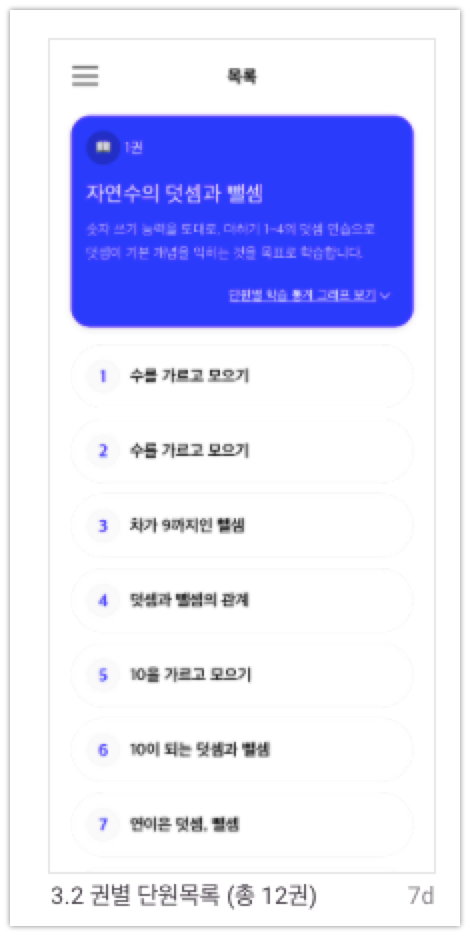 목록
1권
자연수의 덧셈과 뺄셈
숫자 쓰기 능력을 토대로, 더하기 1~4의 덧셈 연습으로
덧셈의 기본 개념을 익히는 것을 목표로 학습합니다.
단원별 학습 통계 그래프 보기
1 수를 가르고 모으기
2 수를 가르고 모으기
3 차가 9까지인 뺄셈
4 덧셈과 뺄셈의 관계
5 10을 가르고 모으기
6 10이 되는 덧셈과 뺄셈
7 연이은 덧셈, 뺄셈
3.2 권별 단원목록 (총 12권) 7d